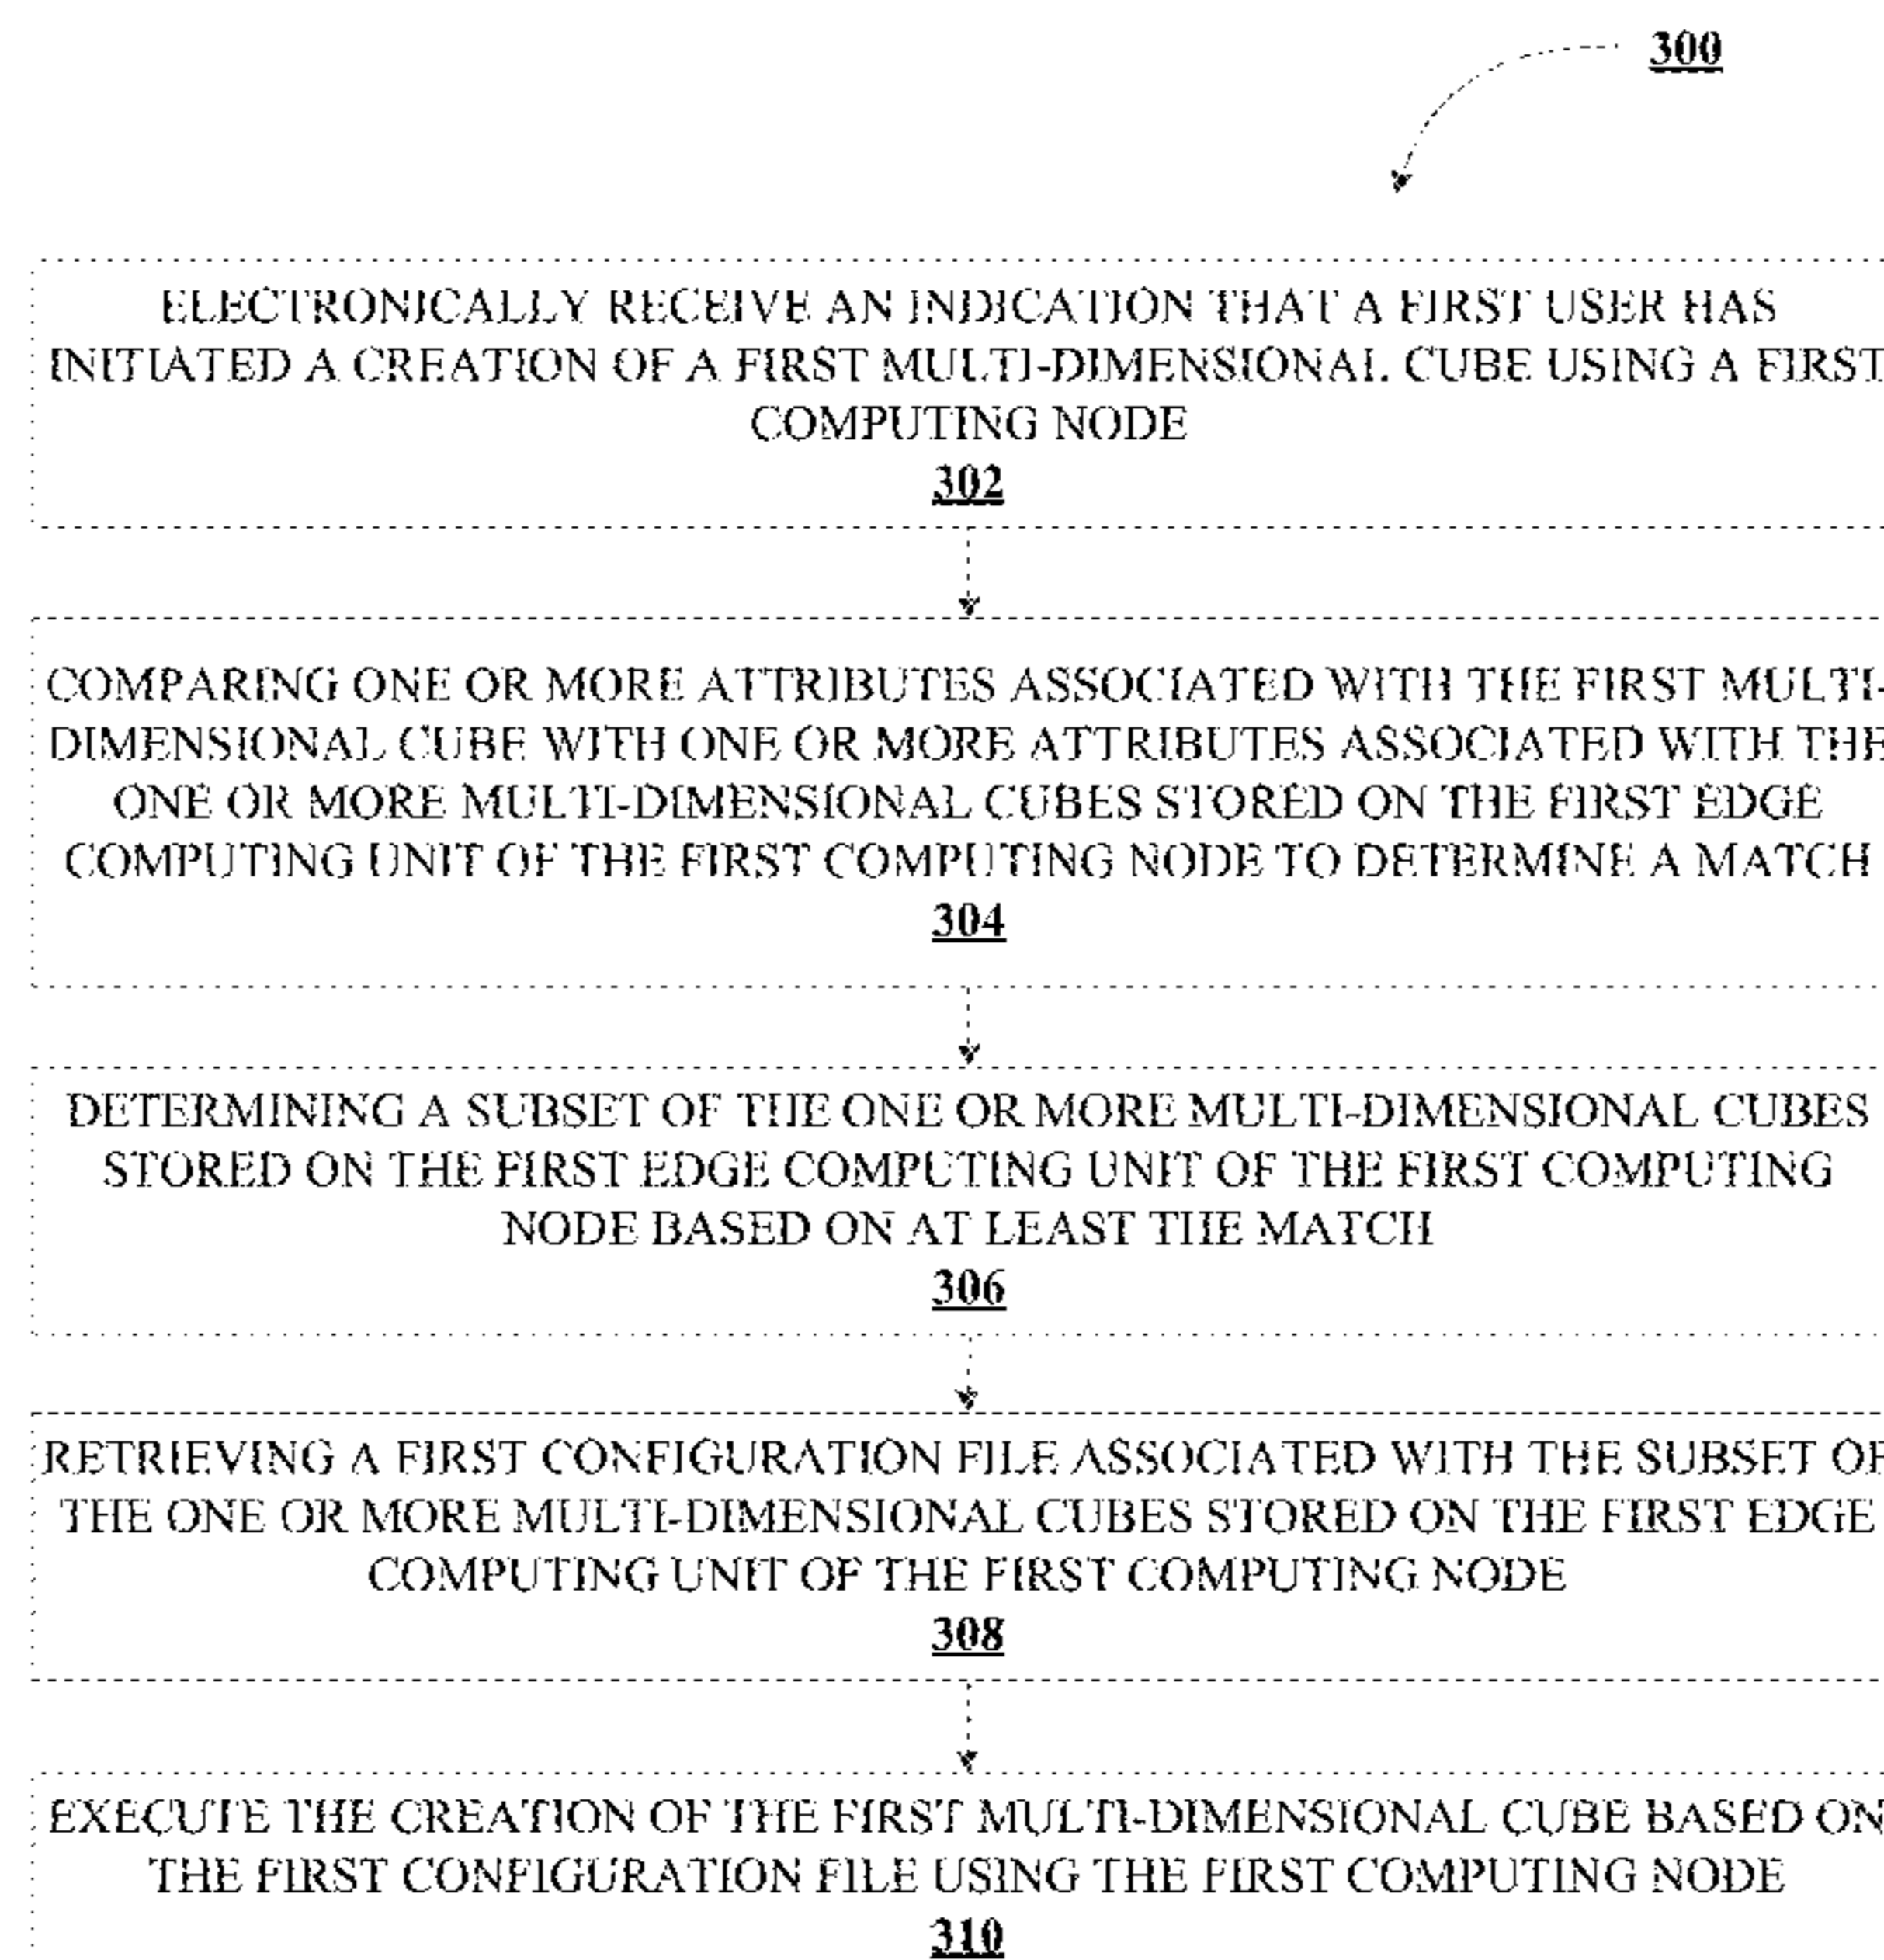 300
ELECTRONICALLY RECEIVE AN INDICATION THAT A FIRST USER HAS
INITIATED A CREATION OF A FIRST MULTI-DIMENSIONAL CUBE USING A FIRST
COMPUTING NODE
302
COMPARING ONE OR MORE ATTRIBUTES ASSOCIATED WITH THE FIRST MULTI-
DIMENSIONAL CUBE WITH ONE OR MORE ATTRIBUTES ASSOCIATED WITH THE
ONE OR MORE MULTI-DIMENSIONAL CUBES STORED ON THE FIRST EDGE
COMPUTING UNIT OF THE FIRST COMPUTING NODE TO DETERMINE A MATCH
304
DETERMINING A SUBSET OF THE ONE OR MORE MULTI-DIMENSIONAL CUBES
STORED ON THE FIRST EDGE COMPUTING UNIT OF THE FIRST COMPUTING
NODE BASED ON AT LEAST THE MATCH
306
RETRIEVING A FIRST CONFIGURATION FILE ASSOCIATED WITH THE SUBSET OF
THE ONE OR MORE MULTI-DIMENSIONAL CUBES STORED ON THE FIRST EDGE
COMPUTING UNIT OF THE FIRST COMPUTING NODE
308
EXECUTE THE CREATION OF THE FIRST MULTI-DIMENSIONAL CUBE BASED ON
THE FIRST CONFIGURATION FILE USING THE FIRST COMPUTING NODE
310